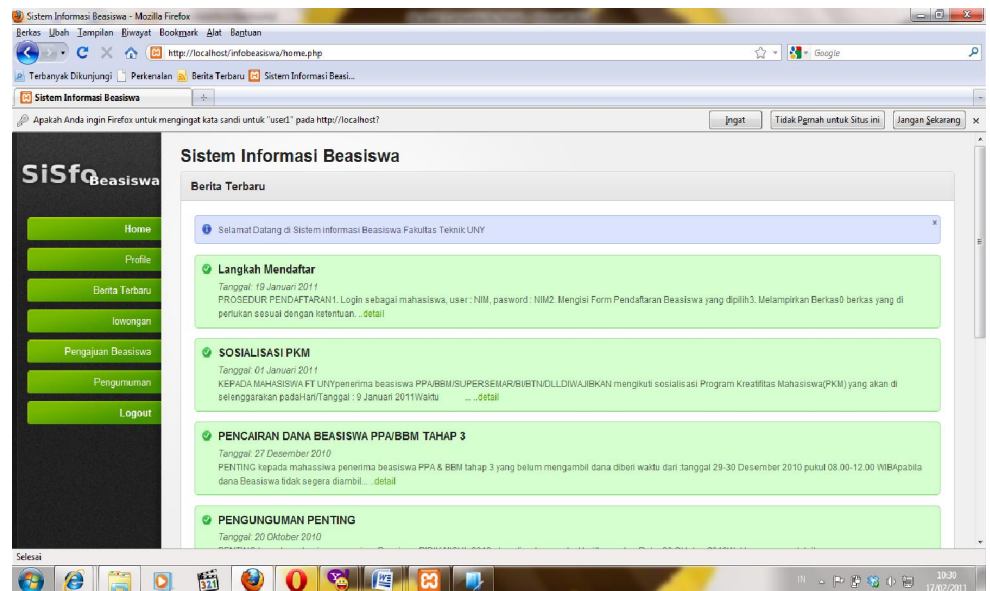 Sistem Informasi Beasiswa - Mozilla Firefox
Berkas Ubah Tampilan Riwayat Bookmark Alat Bantuan
http://localhost/infobeasiswa/home.php
Google
Terbanyak Dikunjungi Perkenalan Berita Terbaru Sistem Informasi Beasi...
Sistem Informasi Beasiswa
Apakah Anda ingin Firefox untuk mengingat kata sandi untuk "user1" pada http://localhost?
Ingat
Tidak Pernah untuk Situs ini
Jangan Sekarang
SiSfo Beasiswa
Home
Profile
Berita Terbaru
lowongan
Pengajuan Beasiswa
Pengumuman
Logout
Sistem Informasi Beasiswa
Berita Terbaru
Selamat Datang di Sistem informasi Beasiswa Fakultas Teknik UNY
Langkah Mendaftar
Tanggal: 19 Januari 2011
PROSEDUR PENDAFTARAN1. Login sebagai mahasiswa, user : NIM, pasword : NIM2. Mengisi Form Pendaftaran Beasiswa yang dipilih3. Melampirkan Berkas0 berkas yang di
perlukan sesuai dengan ketentuan. ..detail
SOSIALISASI PKM
Tanggal: 01 Januari 2011
KEPADA MAHASISWA FT UNYpenerima beasiswa PPA/BBM/SUPERSEMAR/BI/BTN/DLLDIWAJIBKAN mengikuti sosialisasi Program Kreatifitas Mahasiswa(PKM) yang akan di
selenggarakan padaHari/Tanggal : 9 Januari 2011Waktu ... ..detail
PENCAIRAN DANA BEASISWA PPA/BBM TAHAP 3
Tanggal: 27 Desember 2010
PENTING kepada mahassiwa penerima beasiswa PPA & BBM tahap 3 yang belum mengambil dana diberi waktu dari :tanggal 29-30 Desember 2010 pukul 08.00-12.00 WIBApabila
dana Beasiswa tidak segera diambil... ..detail
PENGUNGUMAN PENTING
Tanggal: 20 Oktober 2010
Selesai
IN
10:30
17/02/2011